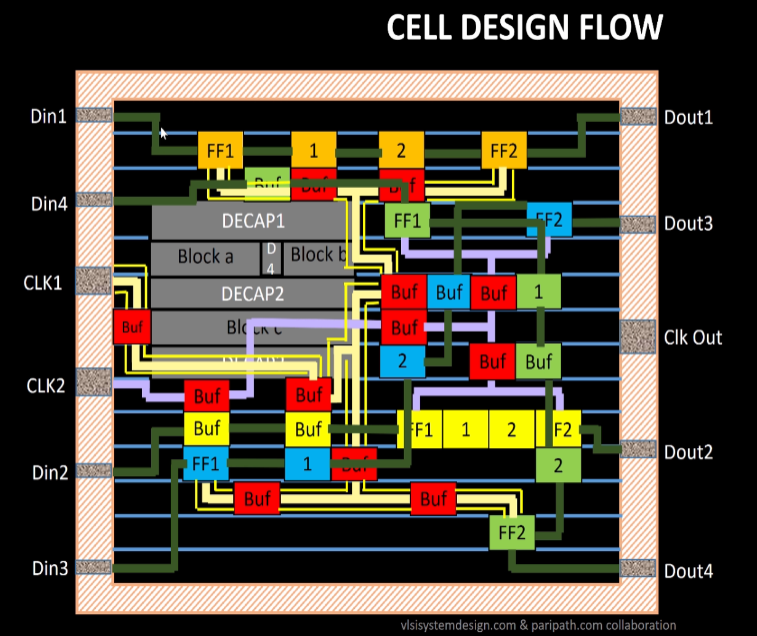 CELL DESIGN FLOW
Din1
Dout1
FF1
1
2
FF2
Buf
Buf
Buf
Din4
DECAP1
FF1
FF2
Dout3
Block a
D
4
Block b
CLK1
DECAP2
Buf
Buf
Buf
1
Buf
Block c
Buf
Clk Out
2
Buf
Buf
CLK2
Buf
Buf
Buf
Buf
FF1
1
2
F2
Dout2
Din2
FF1
1
Buf
2
Buf
Buf
FF2
Din3
Dout4
vlsisystemdesign.com & paripath.com collaboration